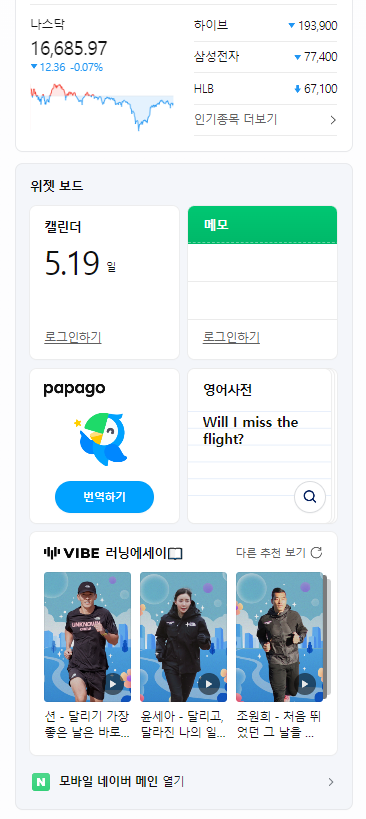 나스닥
16,685.97
▼12.36 -0.07%
하이브 ▼193,900
삼성전자 ▼77,400
HLB ↓67,100
인기종목 더보기
위젯 보드
캘린더
5.19 일
로그인하기
메모
로그인하기
papago
번역하기
영어사전
Will I miss the
flight?
VIBE 러닝에세이
다른 추천 보기
션 - 달리기 가장
좋은 날은 바로...
윤세아 - 달리고,
달라진 나의 일...
조원희 - 처음 뛰
었던 그 날을 ...
N 모바일 네이버 메인 열기